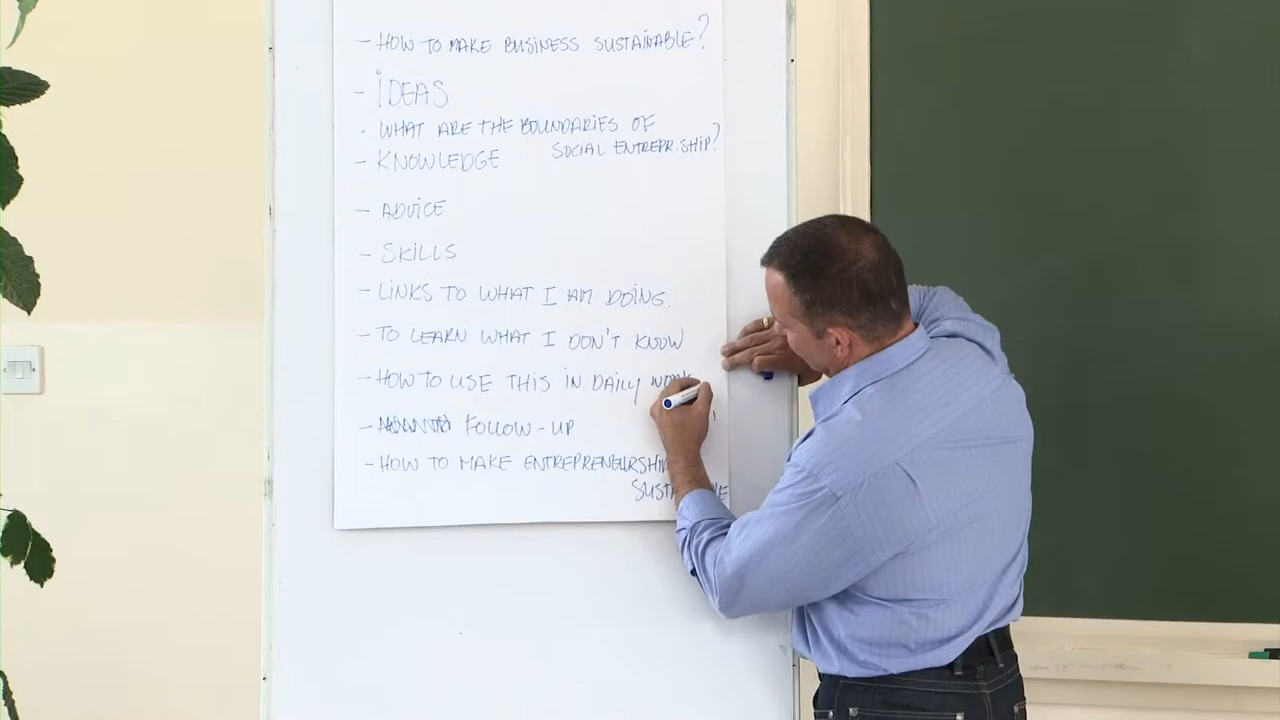 - HOW TO MAKE BUSINESS SUSTAINABLE?
- IDEAS
- WHAT ARE THE BOUNDARIES OF
SOCIAL ENTREPR.SHIP?
- KNOWLEDGE
- ADVICE
- SKILLS
- LINKS TO WHAT I AM DOING.
- TO LEARN WHAT I DON'T KNOW
- HOW TO USE THIS IN DAILY WORK
- FOLLOW-UP
- HOW TO MAKE ENTREPRENEURSHIP